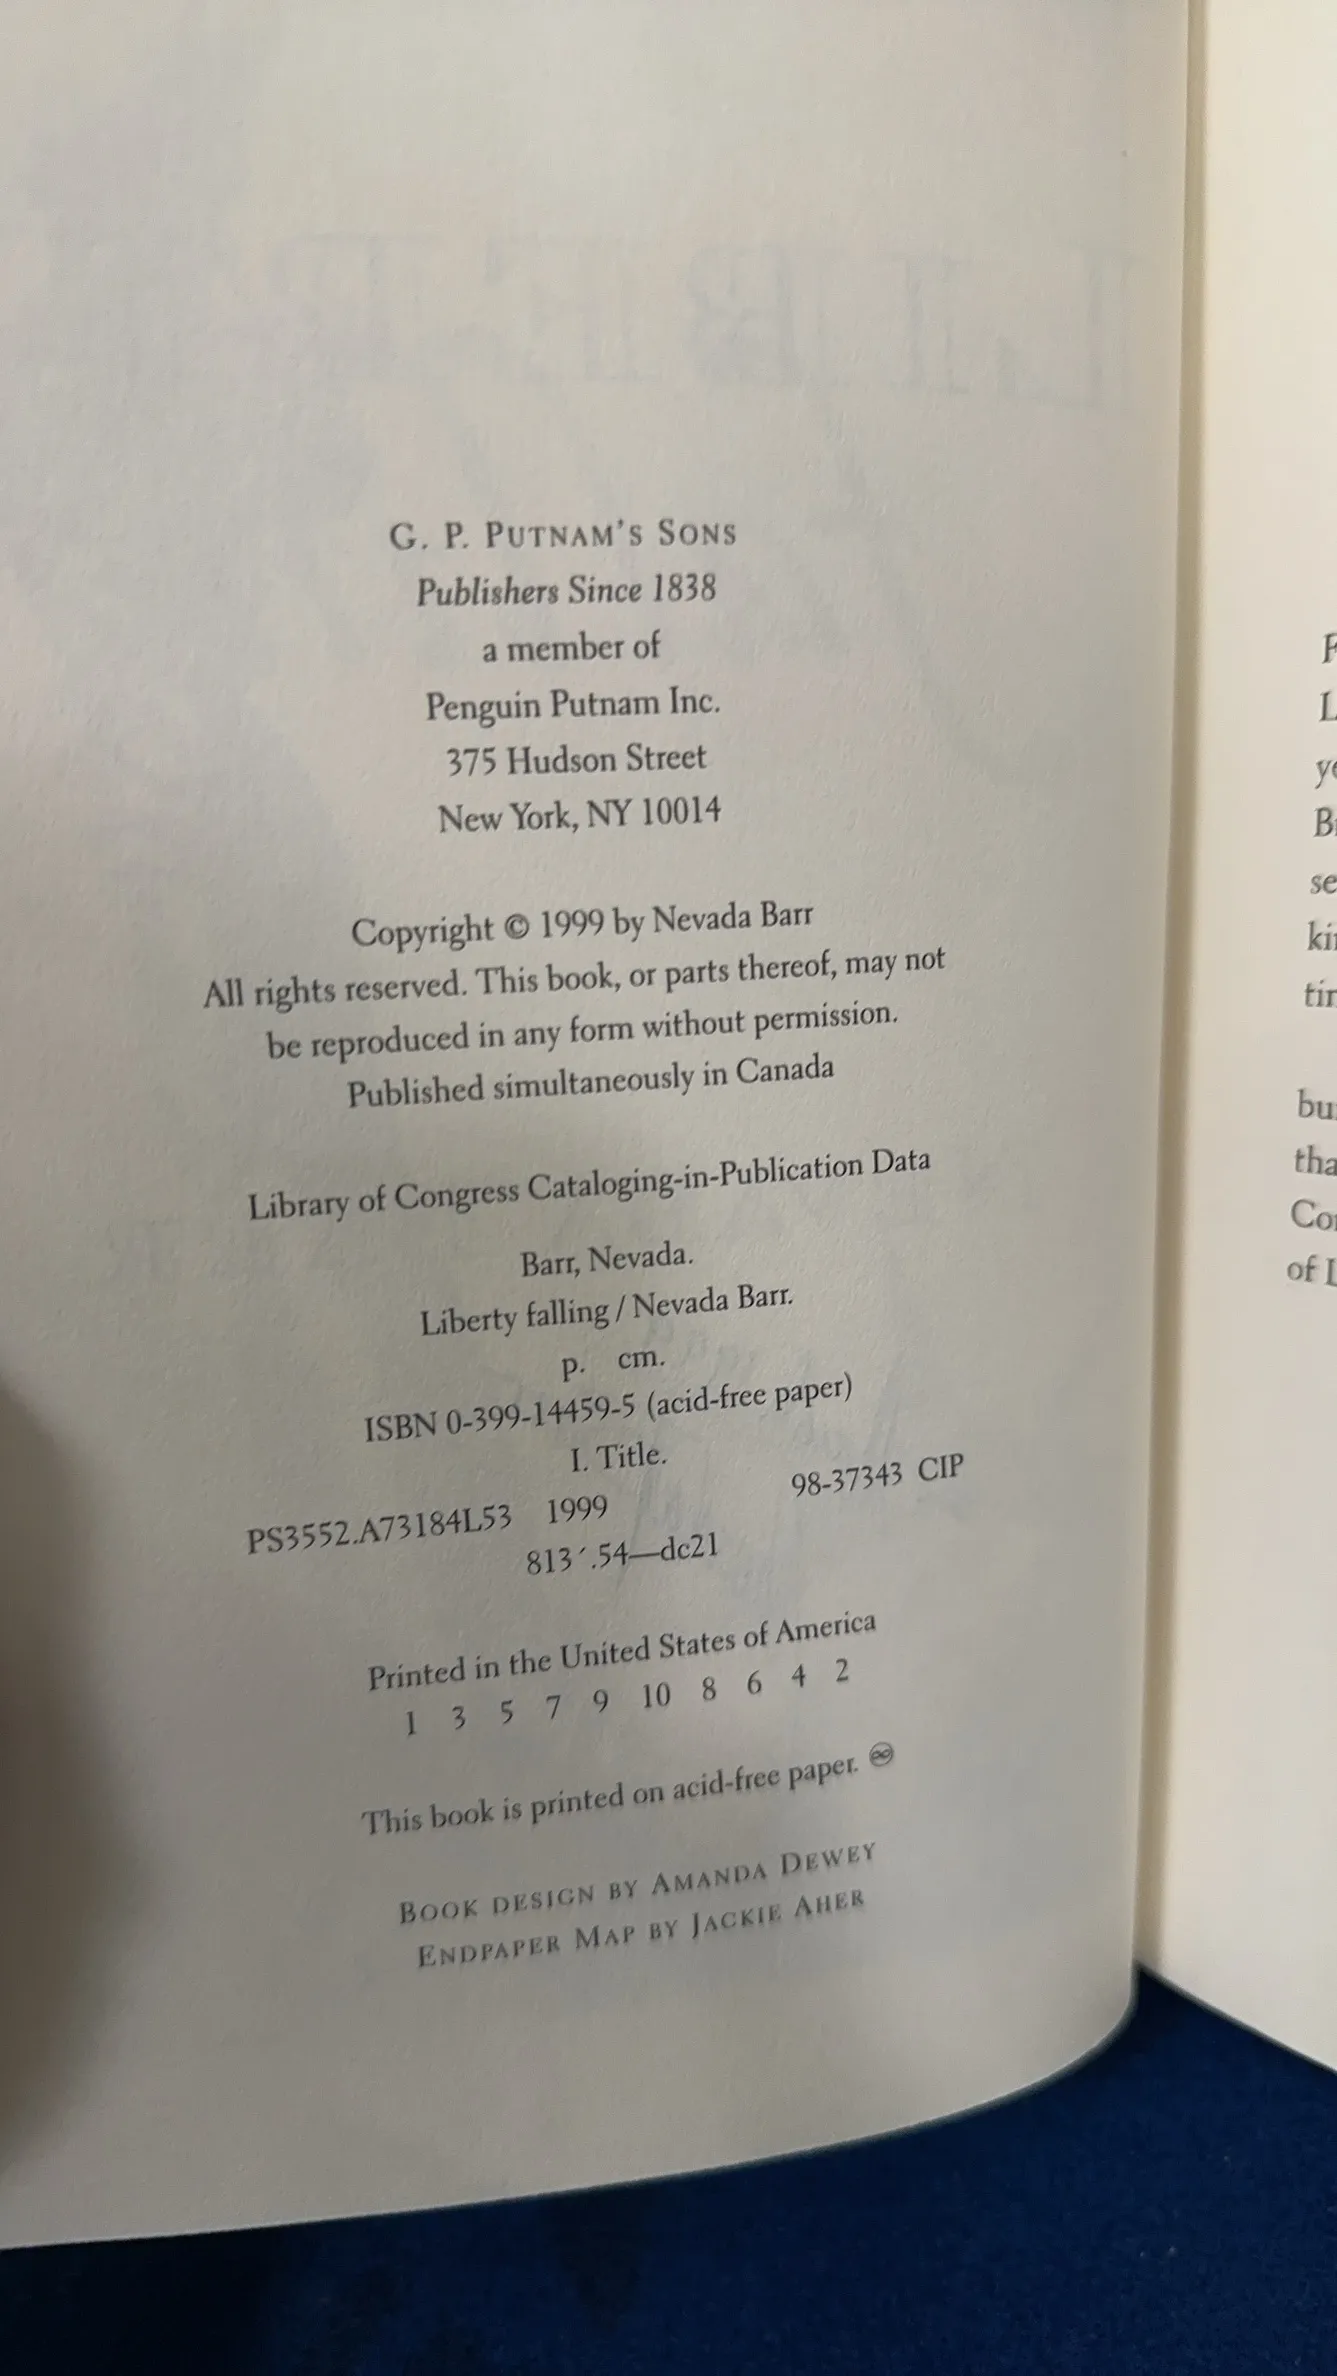 G. P. PUTNAM'S SONS
Publishers Since 1838
a member of
Penguin Putnam Inc.
375 Hudson Street
New York, NY 10014
Copyright © 1999 by Nevada Barr
All rights reserved. This book, or parts thereof, may not
be reproduced in any form without permission.
Published simultaneously in Canada
Library of Congress Cataloging-in-Publication Data
Barr, Nevada.
Liberty falling / Nevada Barr.
p. cm.
ISBN 0-399-14459-5 (acid-free paper)
I. Title.
PS3552.A73184L53 1999 98-37343 CIP
813´.54—dc21
Printed in the United States of America
1 3 5 7 9 10 8 6 4 2
This book is printed on acid-free paper. ♾
BOOK DESIGN BY AMANDA DEWEY
ENDPAPER MAP BY JACKIE AHER